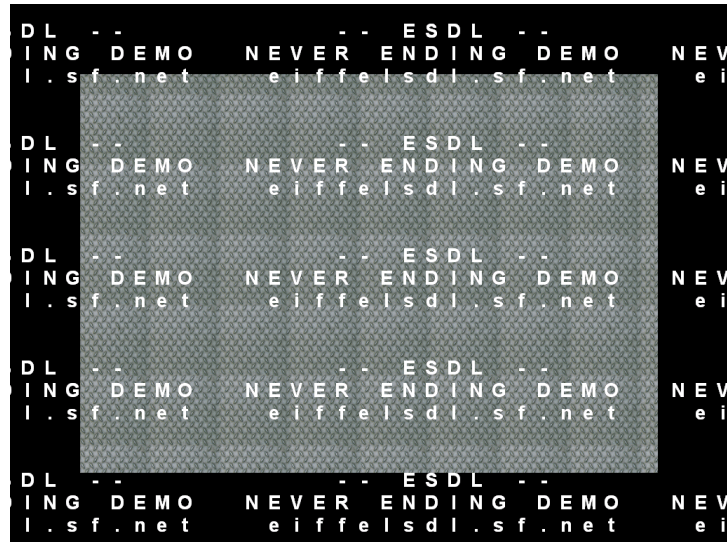 DL -- -- ESDL --
ING DEMO NEVER ENDING DEMO NEV
l.sf.net eiffelsdl.sf.net ei
DL -- -- ESDL --
ING DEMO NEVER ENDING DEMO NEV
l.sf.net eiffelsdl.sf.net ei
DL -- -- ESDL --
ING DEMO NEVER ENDING DEMO NEV
l.sf.net eiffelsdl.sf.net ei
DL -- -- ESDL --
ING DEMO NEVER ENDING DEMO NEV
l.sf.net eiffelsdl.sf.net ei
DL -- -- ESDL --
ING DEMO NEVER ENDING DEMO NEV
l.sf.net eiffelsdl.sf.net ei